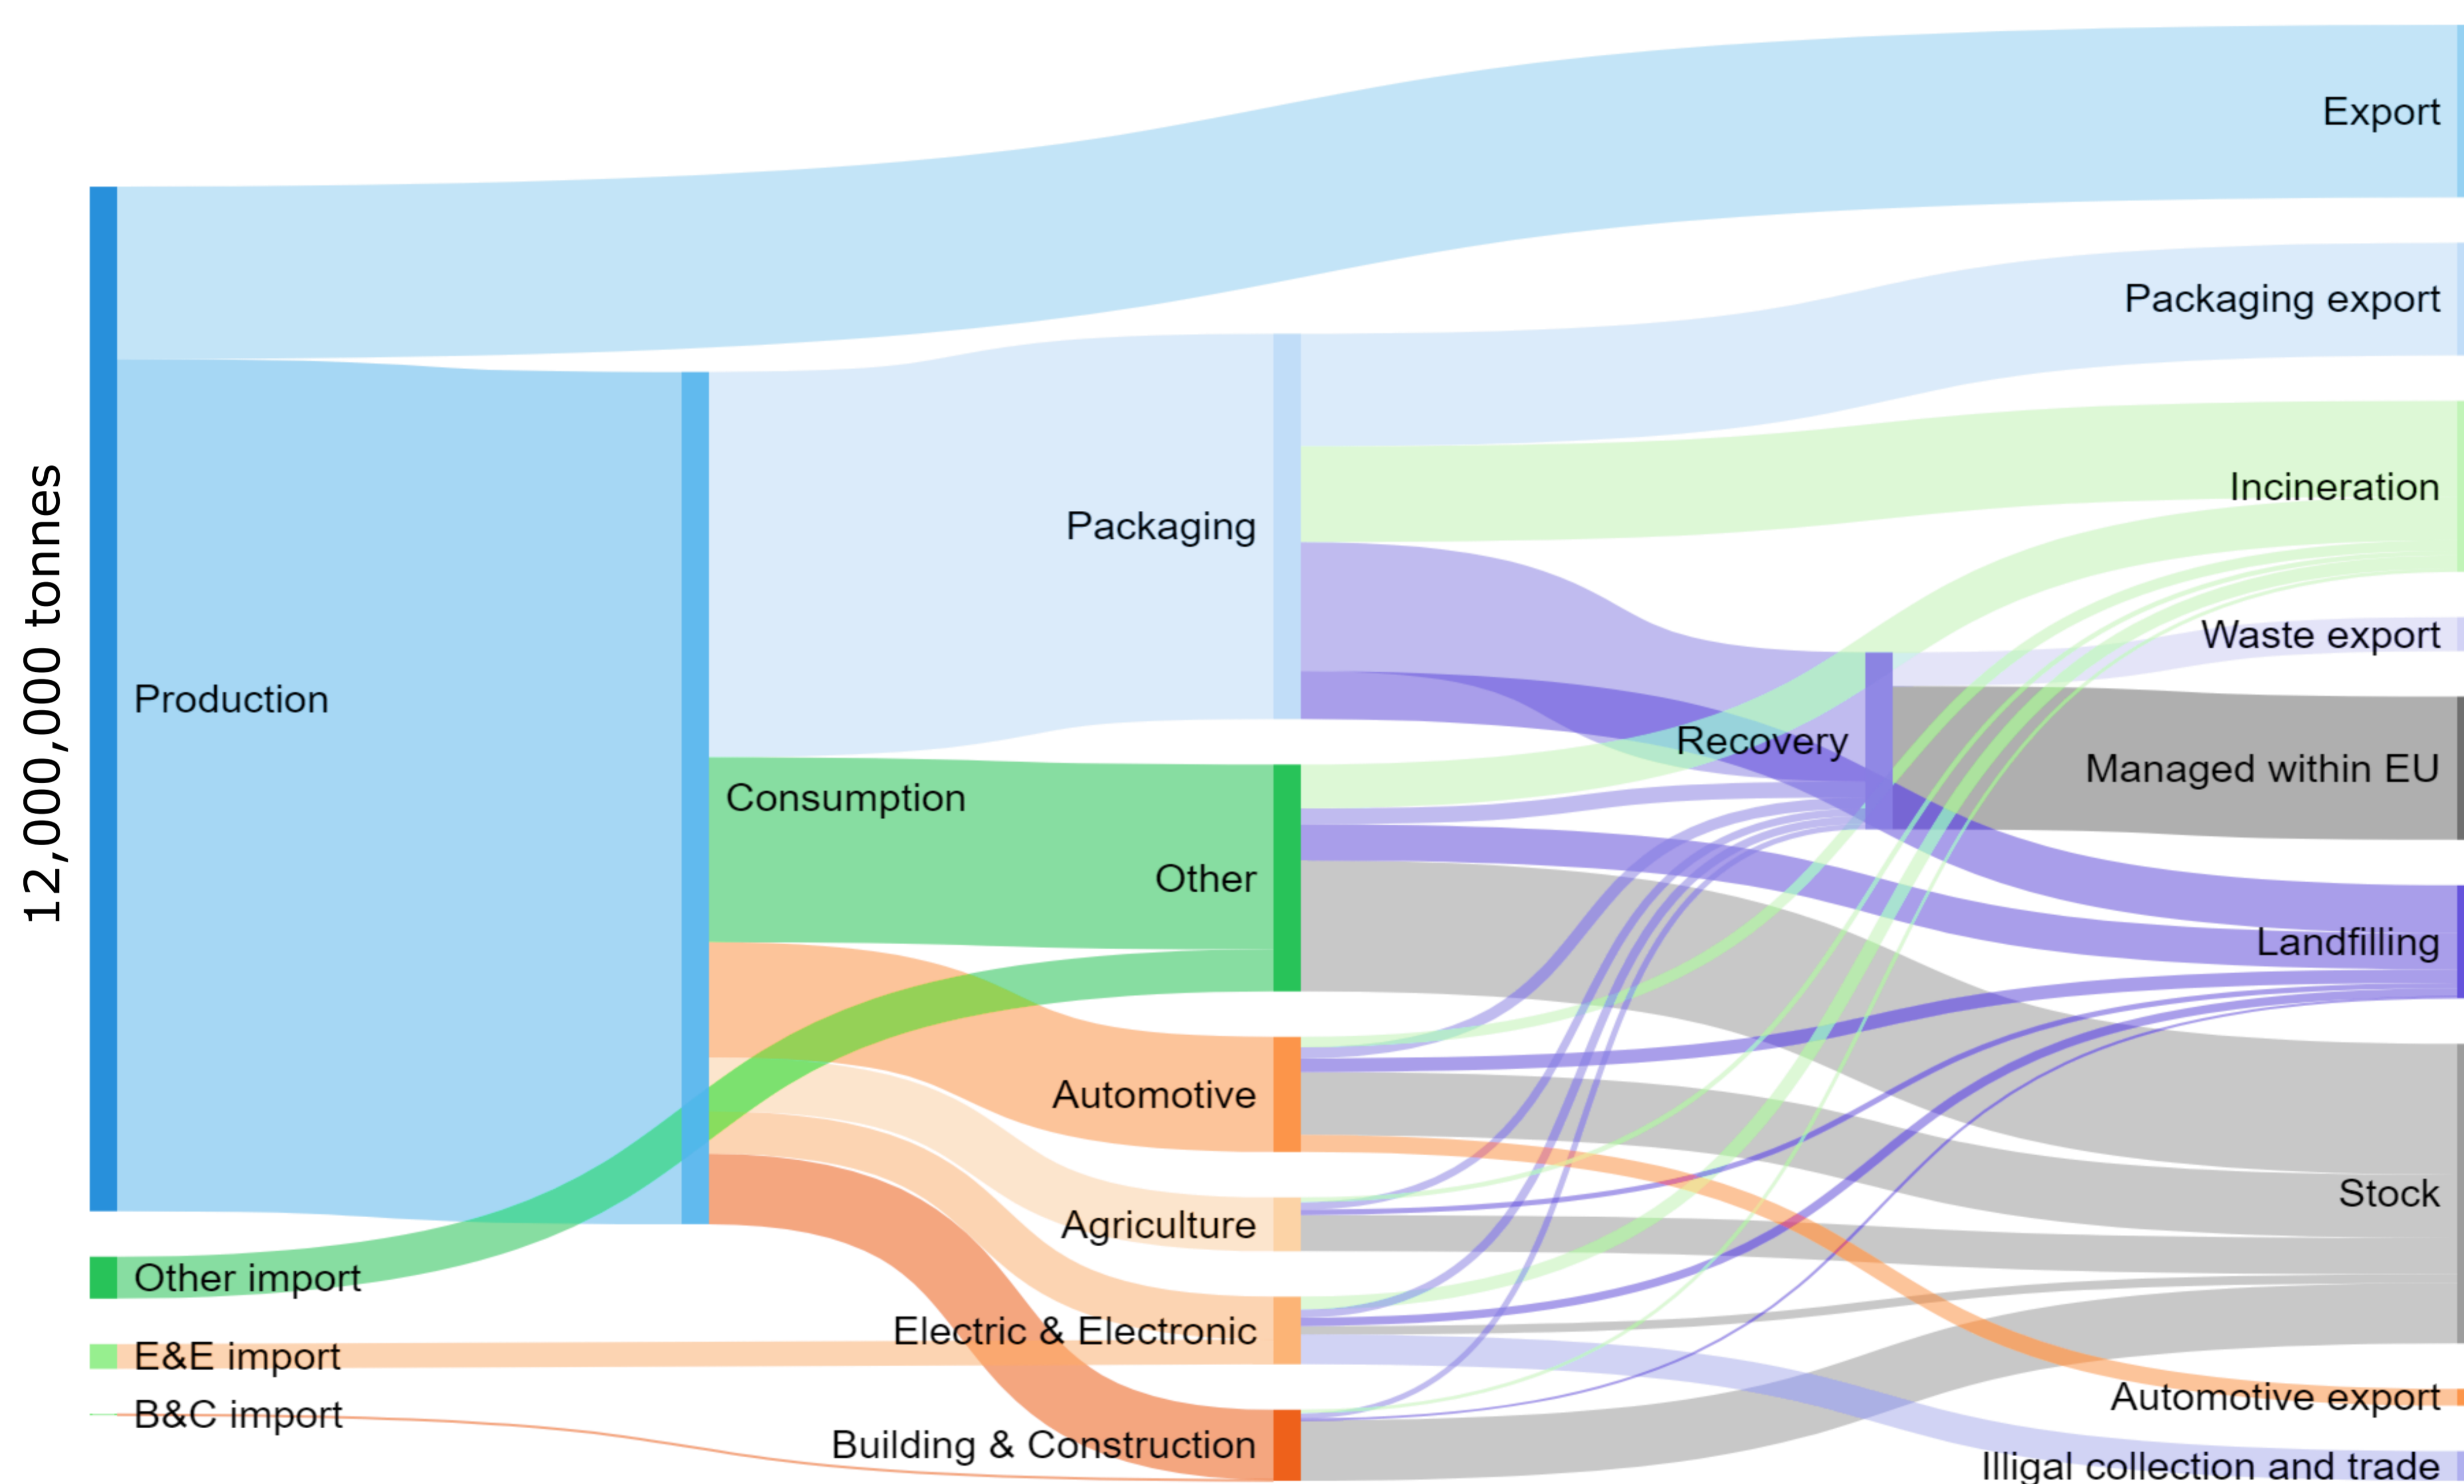 12,000,000 tonnes
Production
Other import
E&E import
B&C import
Consumption
Packaging
Other
Automotive
Agriculture
Electric & Electronic
Building & Construction
Recovery
Export
Packaging export
Incineration
Waste export
Managed within EU
Landfilling
Stock
Automotive export
Illigal collection and trade